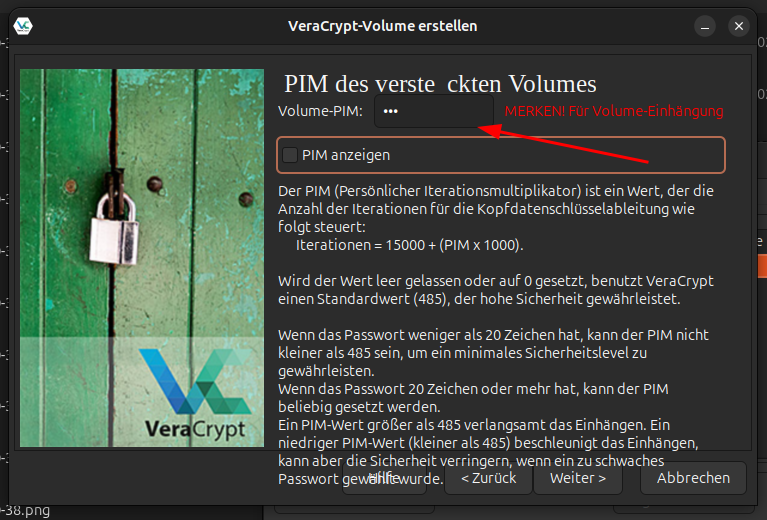 VeraCrypt-Volume erstellen
PIM des verste ckten Volumes
Volume-PIM: ••• MERKEN! Für Volume-Einhängung
PIM anzeigen
Der PIM (Persönlicher Iterationsmultiplikator) ist ein Wert, der die
Anzahl der Iterationen für die Kopfdatenschlüsselableitung wie
folgt steuert:
Iterationen = 15000 + (PIM x 1000).
Wird der Wert leer gelassen oder auf 0 gesetzt, benutzt VeraCrypt
einen Standardwert (485), der hohe Sicherheit gewährleistet.
Wenn das Passwort weniger als 20 Zeichen hat, kann der PIM nicht
kleiner als 485 sein, um ein minimales Sicherheitslevel zu
gewährleisten.
Wenn das Passwort 20 Zeichen oder mehr hat, kann der PIM
beliebig gesetzt werden.
Ein PIM-Wert größer als 485 verlangsamt das Einhängen. Ein
niedriger PIM-Wert (kleiner als 485) beschleunigt das Einhängen,
kann aber die Sicherheit verringern, wenn ein zu schwaches
Passwort gewählt wurde.
VeraCrypt
Hilfe < Zurück Weiter > Abbrechen
-38.png